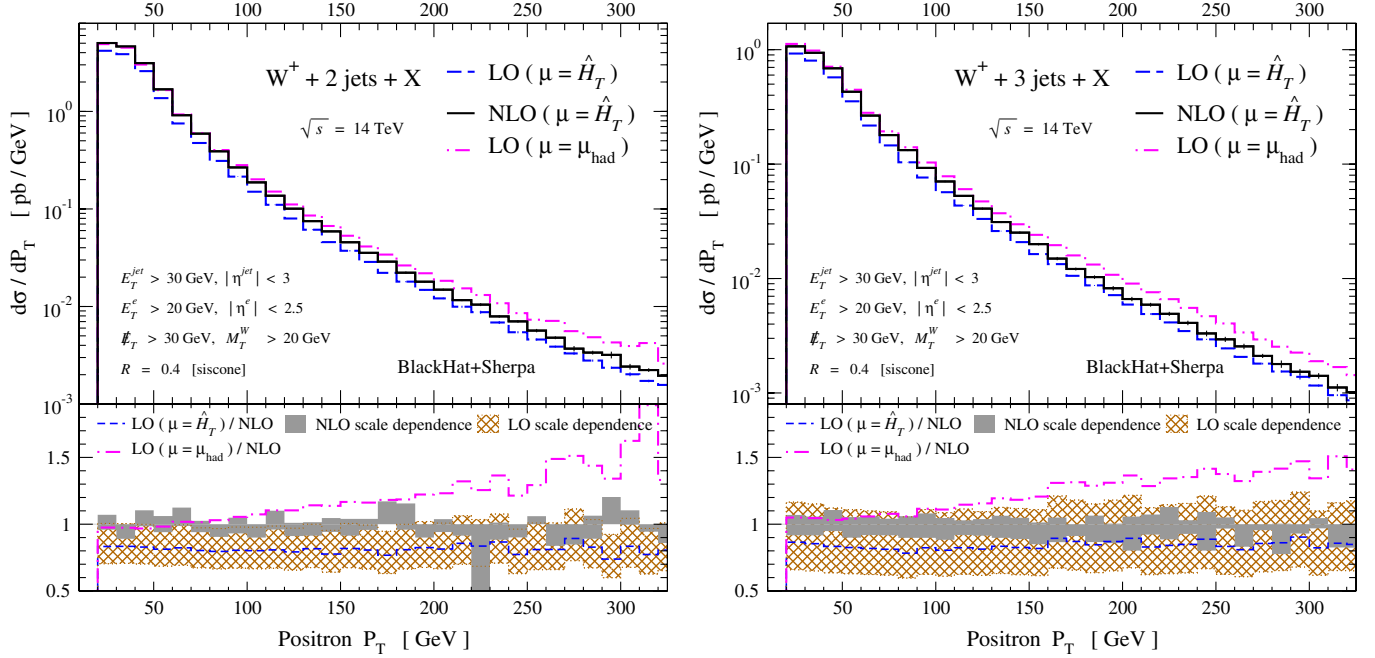 50 100 150 200 250 300
W⁺ + 2 jets + X
√s = 14 TeV
LO ( μ = Ĥ_T )
NLO ( μ = Ĥ_T )
LO ( μ = μ_had )
dσ / dP_T [ pb / GeV ]
10⁰
10⁻¹
10⁻²
10⁻³
E_T^jet > 30 GeV, | η^jet | < 3
E_T^e > 20 GeV, | η^e | < 2.5
E̸_T > 30 GeV, M_T^W > 20 GeV
R = 0.4 [siscone]
BlackHat+Sherpa
LO ( μ = Ĥ_T ) / NLO NLO scale dependence LO scale dependence
LO ( μ = μ_had ) / NLO
1.5
1
0.5
50 100 150 200 250 300
Positron P_T [ GeV ]
50 100 150 200 250 300
W⁺ + 3 jets + X
√s = 14 TeV
LO ( μ = Ĥ_T )
NLO ( μ = Ĥ_T )
LO ( μ = μ_had )
dσ / dP_T [ pb / GeV ]
10⁰
10⁻¹
10⁻²
10⁻³
E_T^jet > 30 GeV, | η^jet | < 3
E_T^e > 20 GeV, | η^e | < 2.5
E̸_T > 30 GeV, M_T^W > 20 GeV
R = 0.4 [siscone]
BlackHat+Sherpa
LO ( μ = Ĥ_T ) / NLO NLO scale dependence LO scale dependence
LO ( μ = μ_had ) / NLO
1.5
1
0.5
50 100 150 200 250 300
Positron P_T [ GeV ]